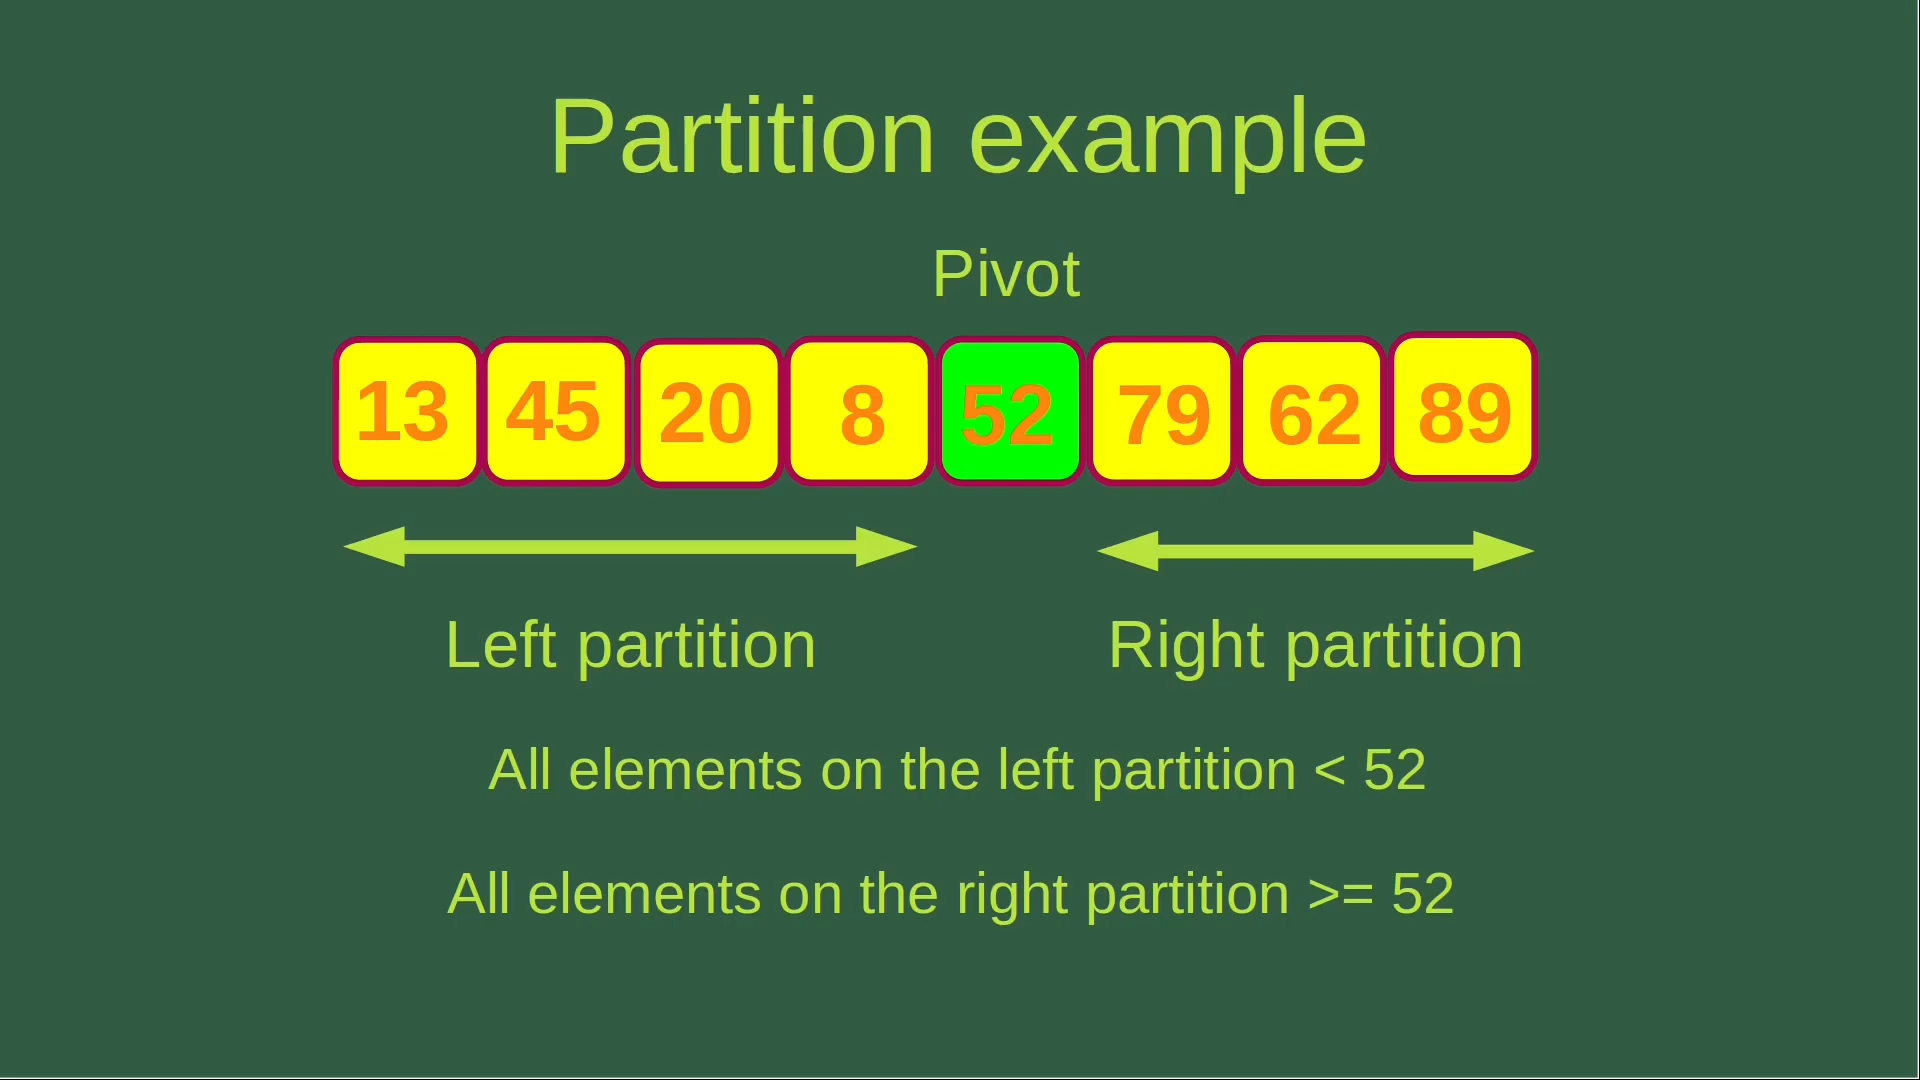 Partition example
Pivot
13 45 20 8 52 79 62 89
Left partition Right partition
All elements on the left partition < 52
All elements on the right partition >= 52